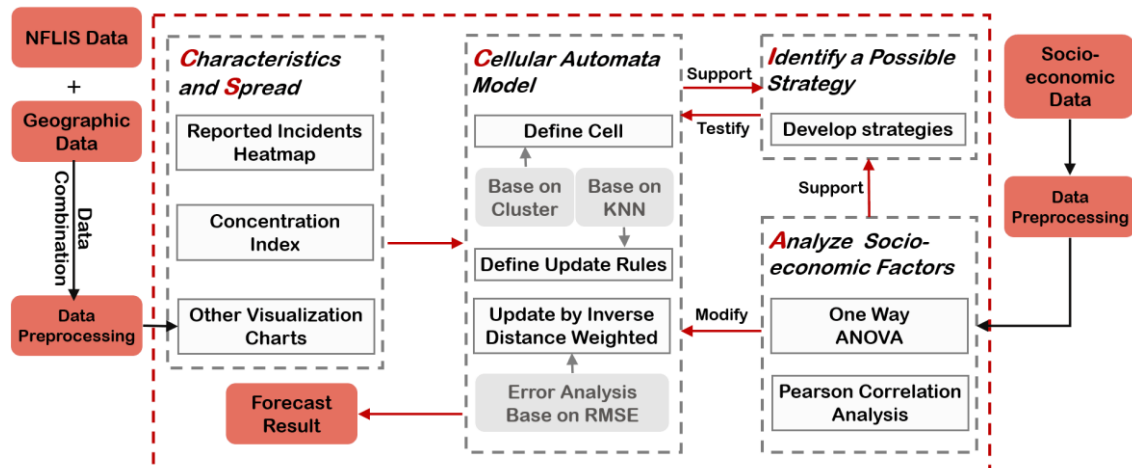 NFLIS Data
+
Geographic
Data
Data
Combination
Data
Preprocessing
Characteristics
and Spread
Reported Incidents
Heatmap
Concentration
Index
Other Visualization
Charts
Forecast
Result
Cellular Automata
Model
Define Cell
Base on
Cluster
Base on
KNN
Define Update Rules
Update by Inverse
Distance Weighted
Error Analysis
Base on RMSE
Support
Testify
Modify
Identify a Possible
Strategy
Develop strategies
Support
Analyze Socio-
economic Factors
One Way
ANOVA
Pearson Correlation
Analysis
Socio-
economic
Data
Data
Preprocessing